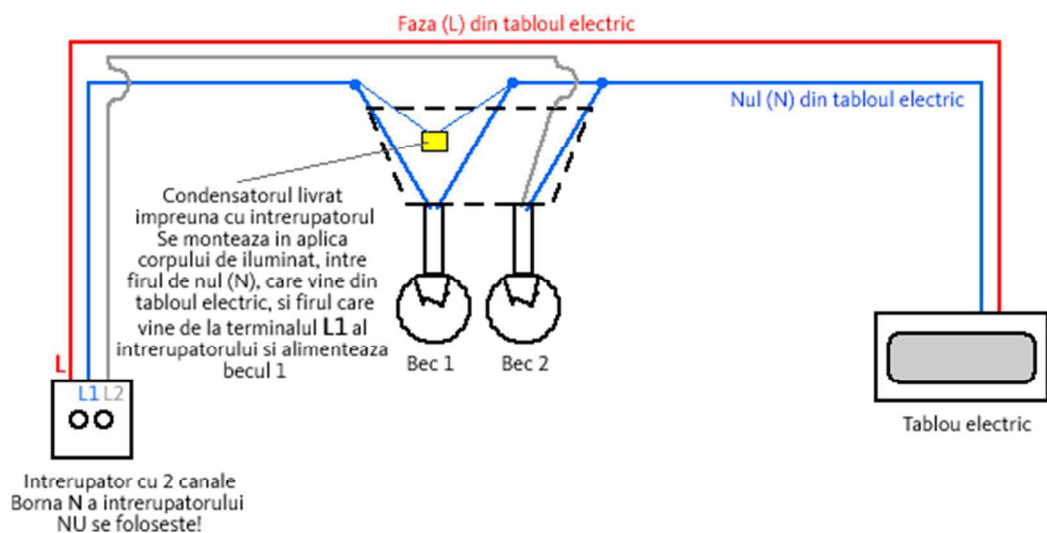 Faza (L) din tabloul electric
Nul (N) din tabloul electric
Condensatorul livrat
impreuna cu intrerupatorul
Se monteaza in aplica
corpului de iluminat, intre
firul de nul (N), care vine din
tabloul electric, si firul care
vine de la terminalul L1 al
intrerupatorului si alimenteaza
becul 1
Bec 1
Bec 2
L
L1
L2
Tablou electric
Intrerupator cu 2 canale
Borna N a intrerupatorului
NU se foloseste!